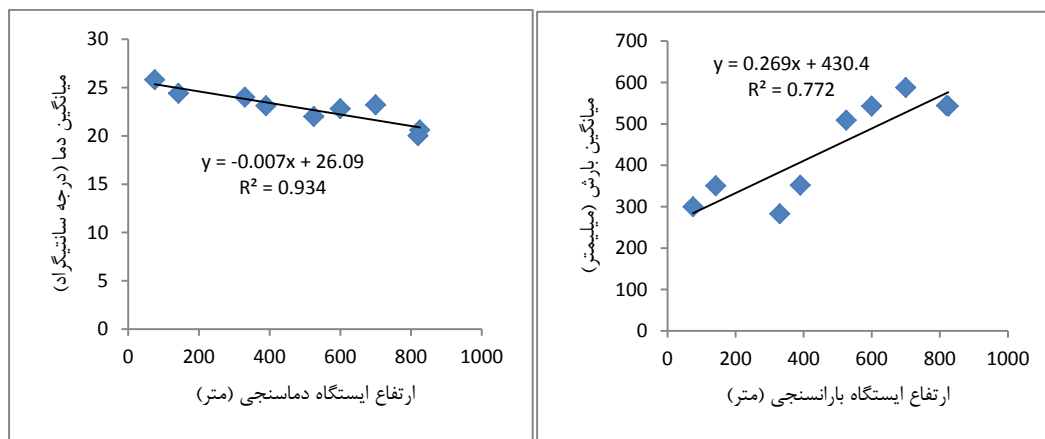 30
25
20
15
10
5
0
0 200 400 600 800 1000
میانگین دما (درجه سانتیگراد)
y = -0.007x + 26.09
R² = 0.934
ارتفاع ایستگاه دماسنجی (متر)
700
600
500
400
300
200
100
0
0 200 400 600 800 1000
میانگین بارش (میلیمتر)
y = 0.269x + 430.4
R² = 0.772
ارتفاع ایستگاه بارانسنجی (متر)